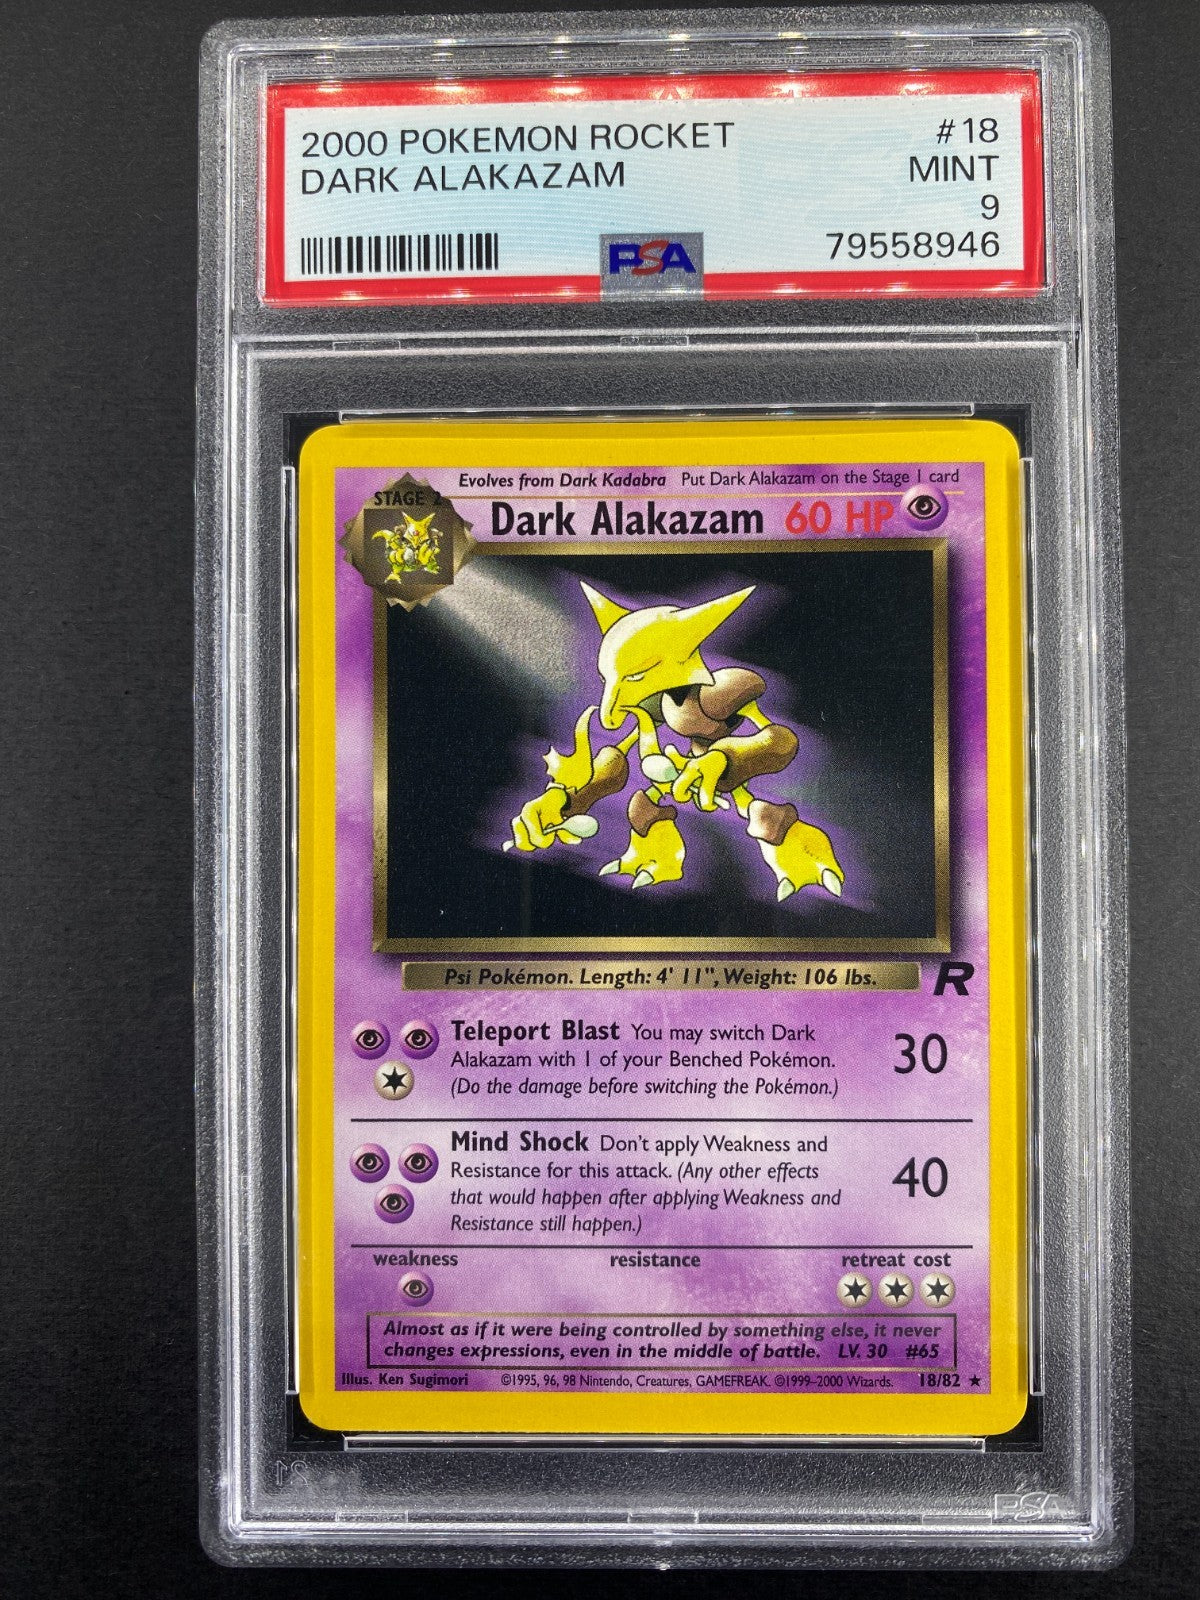 2000 POKEMON ROCKET #18
DARK ALAKAZAM MINT
9
PSA 79558946
Evolves from Dark Kadabra Put Dark Alakazam on the Stage 1 card
STAGE 2
Dark Alakazam 60 HP
Psi Pokémon. Length: 4' 11", Weight: 106 lbs. R
Teleport Blast You may switch Dark
Alakazam with 1 of your Benched Pokémon. 30
(Do the damage before switching the Pokémon.)
Mind Shock Don't apply Weakness and
Resistance for this attack. (Any other effects 40
that would happen after applying Weakness and
Resistance still happen.)
weakness resistance retreat cost
Almost as if it were being controlled by something else, it never
changes expressions, even in the middle of battle. LV. 30 #65
Illus. Ken Sugimori ©1995, 96, 98 Nintendo, Creatures, GAMEFREAK. ©1999-2000 Wizards. 18/82 ★
PSA